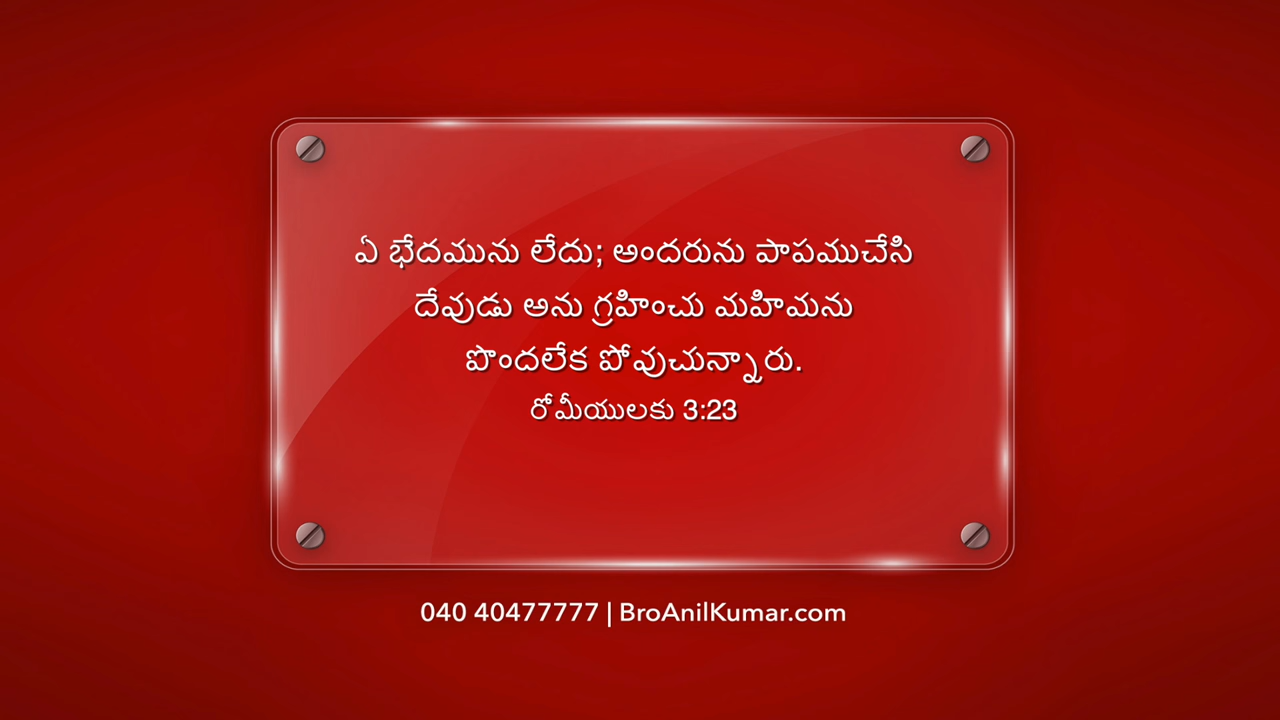 ఏ భేదమును లేదు; అందరును పాపముచేసి
దేవుడు అను గ్రహించు మహిమను
పొందలేక పోవుచున్నారు.
రోమీయులకు 3:23
040 40477777 | BroAnilKumar.com